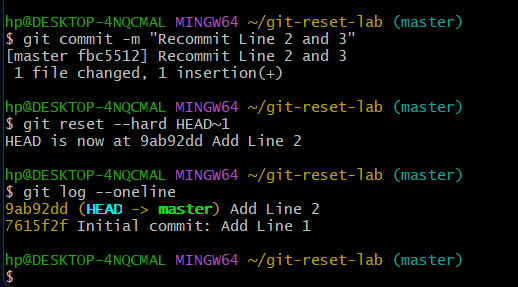 hp@DESKTOP-4NQCMAL MINGW64 ~/git-reset-lab (master)
$ git commit -m "Recommit Line 2 and 3"
[master fbc5512] Recommit Line 2 and 3
 1 file changed, 1 insertion(+)

hp@DESKTOP-4NQCMAL MINGW64 ~/git-reset-lab (master)
$ git reset --hard HEAD~1
HEAD is now at 9ab92dd Add Line 2

hp@DESKTOP-4NQCMAL MINGW64 ~/git-reset-lab (master)
$ git log --oneline
9ab92dd (HEAD -> master) Add Line 2
7615f2f Initial commit: Add Line 1

hp@DESKTOP-4NQCMAL MINGW64 ~/git-reset-lab (master)
$